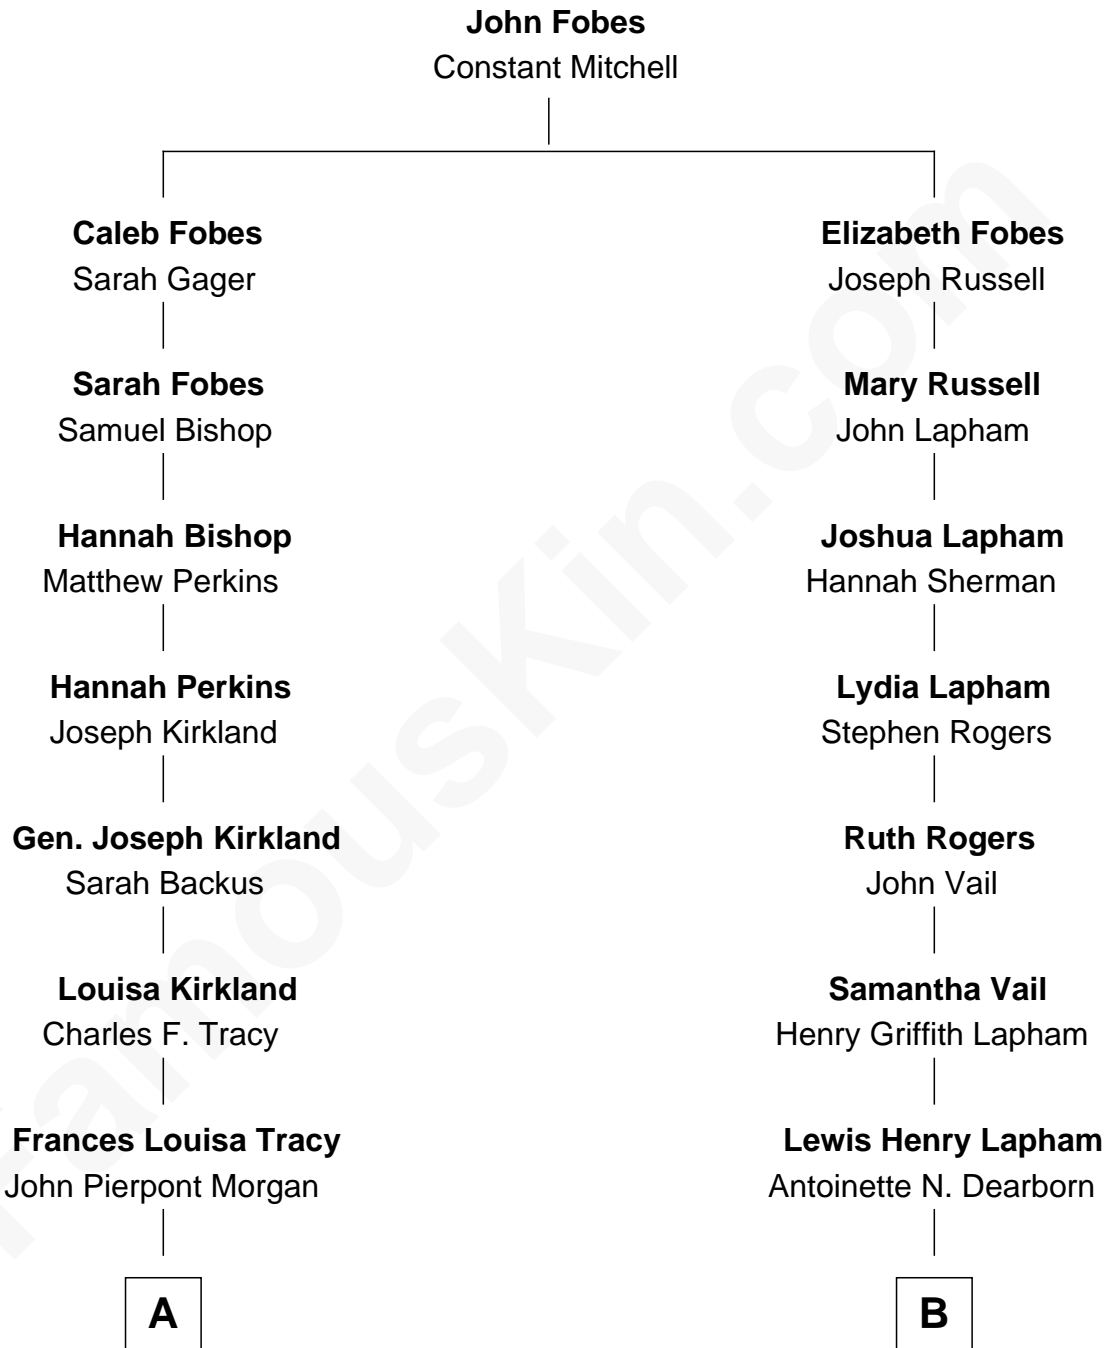 John Fobes
Constant Mitchell
Caleb Fobes
Sarah Gager
Elizabeth Fobes
Joseph Russell
Sarah Fobes
Samuel Bishop
Mary Russell
John Lapham
Hannah Bishop
Matthew Perkins
Joshua Lapham
Hannah Sherman
Hannah Perkins
Joseph Kirkland
Lydia Lapham
Stephen Rogers
Gen. Joseph Kirkland
Sarah Backus
Ruth Rogers
John Vail
Louisa Kirkland
Charles F. Tracy
Samantha Vail
Henry Griffith Lapham
Frances Louisa Tracy
John Pierpont Morgan
Lewis Henry Lapham
Antoinette N. Dearborn
A
B
FamousKin.com